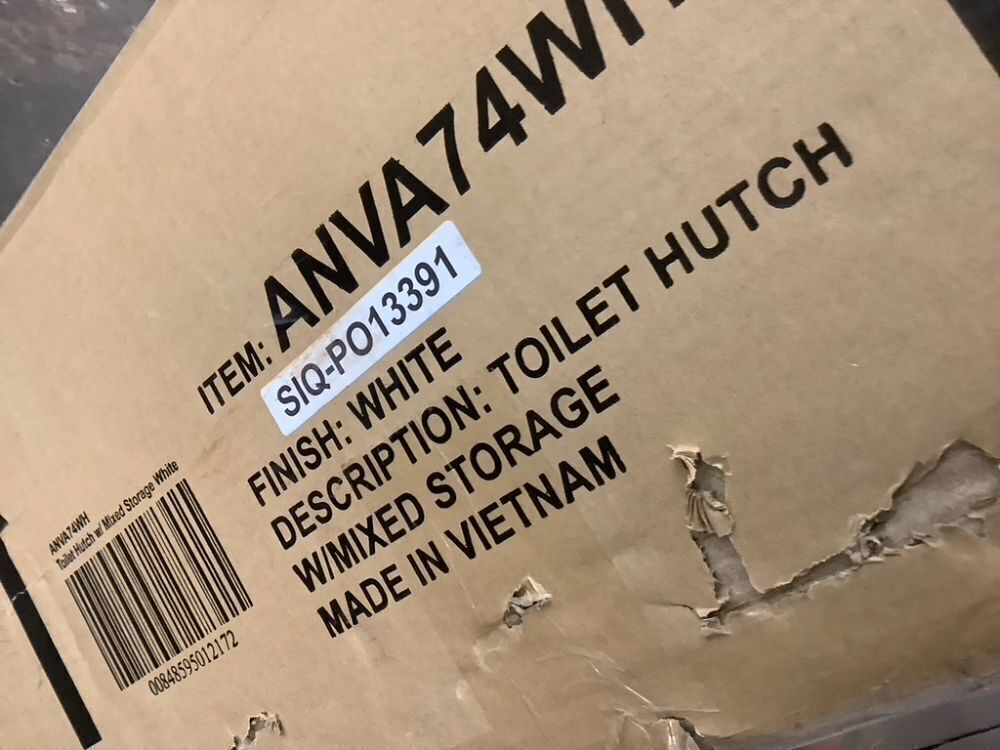 ITEM: ANVA74WH
SIQ-PO13391
FINISH: WHITE
DESCRIPTION: TOILET HUTCH
W/MIXED STORAGE
MADE IN VIETNAM
ANVA74WH
Toilet Hutch w/ Mixed Storage White
00848595012172